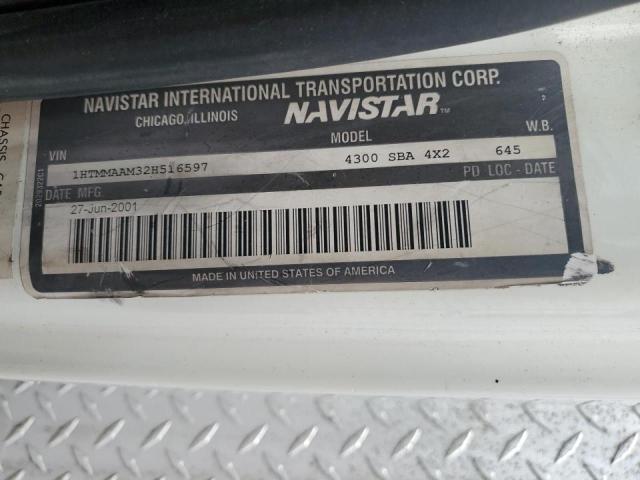 NAVISTAR INTERNATIONAL TRANSPORTATION CORP.
CHICAGO, ILLINOIS NAVISTAR™
VIN MODEL W.B.
1HTMMAAM32H516597 4300 SBA 4X2 645
DATE MFG PD LOC - DATE
27-Jun-2001
MADE IN UNITED STATES OF AMERICA
CHASSIS